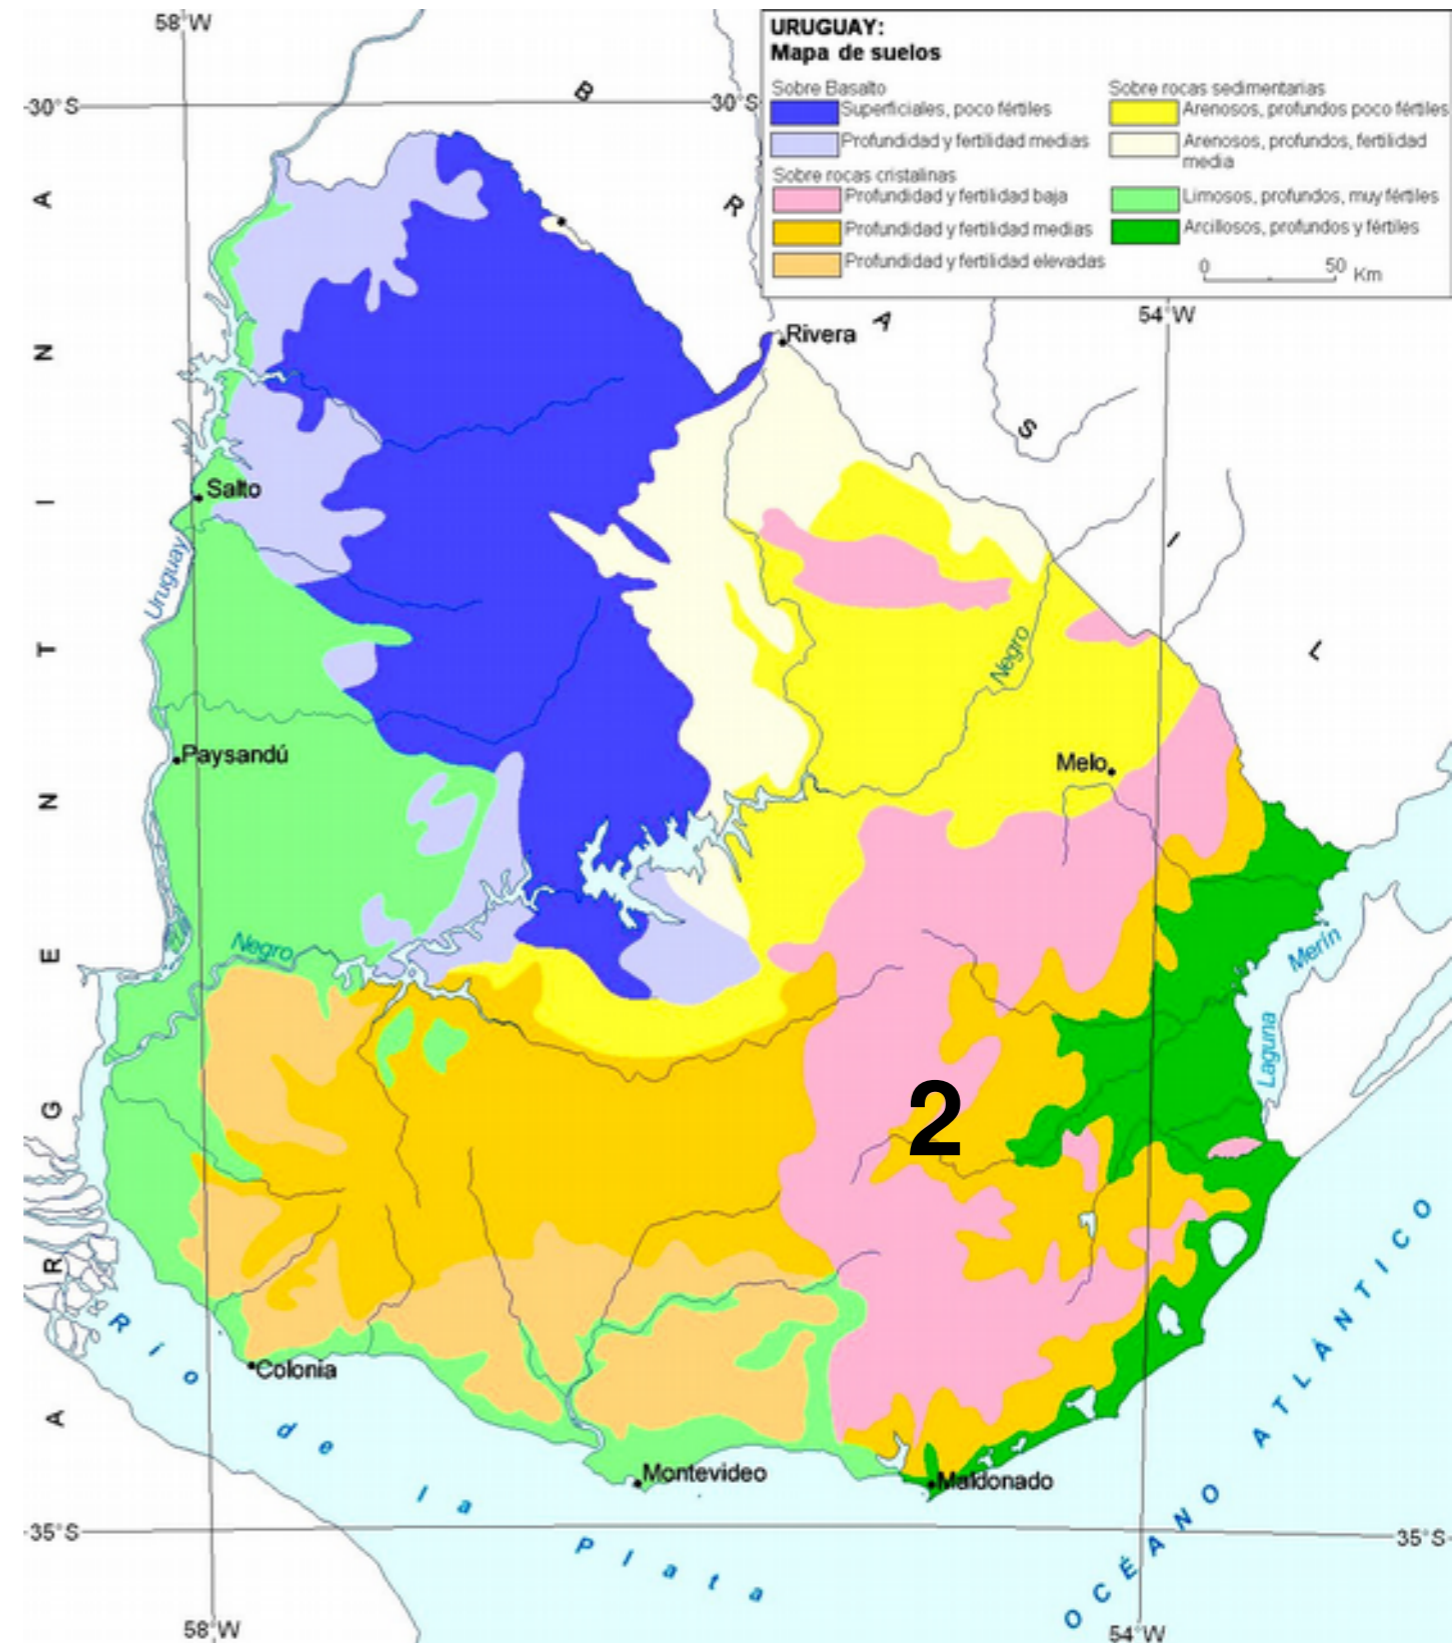 58°W
-30°S
30°S
URUGUAY:
Mapa de suelos
Sobre Basalto
Superficiales, poco fértiles
Profundidad y fertilidad medias
Sobre rocas cristalinas
Profundidad y fertilidad baja
Profundidad y fertilidad medias
Profundidad y fertilidad elevadas
Sobre rocas sedimentarias
Arenosos, profundos poco fértiles
Arenosos, profundos, fertilidad
media
Limosos, profundos, muy fértiles
Arcillosos, profundos y fértiles
0 50 Km
54°W
B R A S I L
A R G E N T I N A
Rivera
Salto
Uruguay
Negro
Paysandú
Melo
Negro
Laguna Merín
2
Colonia
Montevideo
Maldonado
Río de la Plata
OCÉANO ATLÀNTICO
-35°S
35°S
58°W
54°W